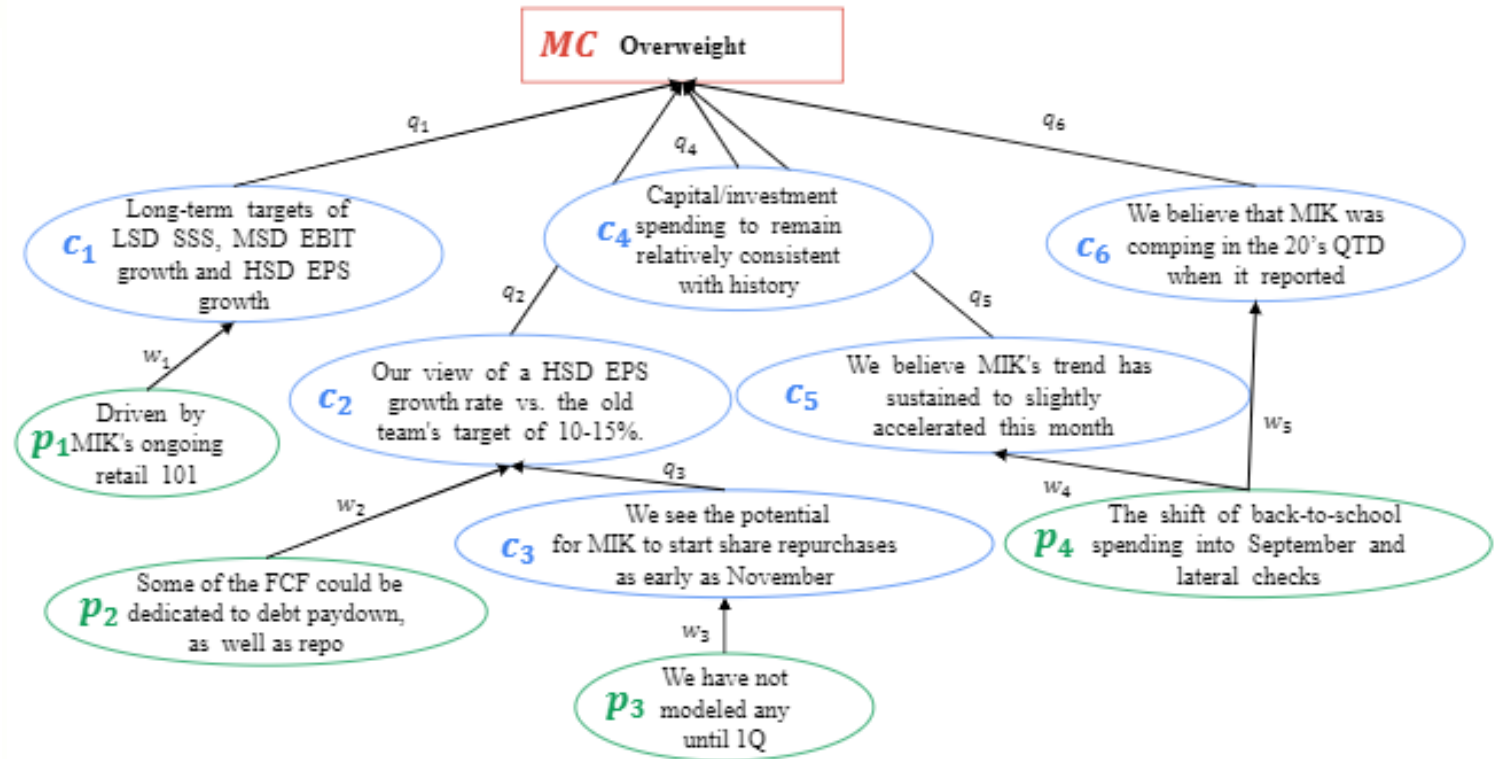 MC Overweight
q1
q4
q6
Long-term targets of
LSD SSS, MSD EBIT
growth and HSD EPS
growth
c1
Capital/investment
spending to remain
relatively consistent
with history
c4
We believe that MIK was
comping in the 20's QTD
when it reported
c6
q2
q5
w1
Our view of a HSD EPS
growth rate vs. the old
team's target of 10-15%.
c2
We believe MIK's trend has
sustained to slightly
accelerated this month
c5
w5
Driven by
MIK's ongoing
retail 101
p1
q3
w2
w4
We see the potential
for MIK to start share repurchases
as early as November
c3
The shift of back-to-school
spending into September and
lateral checks
p4
Some of the FCF could be
dedicated to debt paydown,
as well as repo
p2
w3
We have not
modeled any
until 1Q
p3